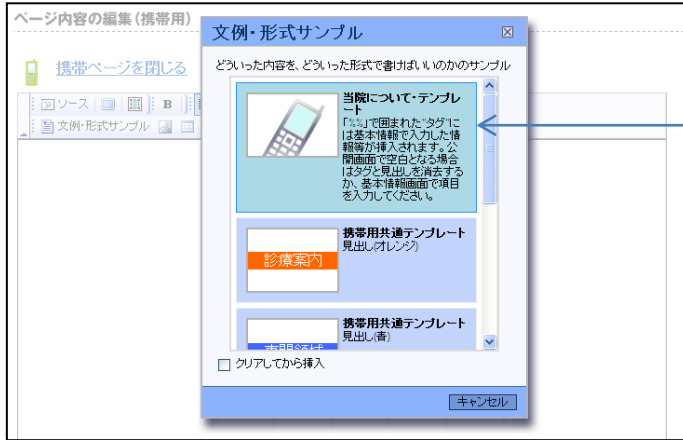 ページ内容の編集(携帯用)
携帯ページを閉じる
ソース
B
文例・形式サンプル
文例・形式サンプル
どういった内容を、どういった形式で書けばいいのかのサンプル
当院について・テンプレ
ート
「%%」で囲まれた"タグ"に
は基本情報で入力した情
報等が挿入されます。公
開画面で空白となる場合
はタグと見出しを消去する
か、基本情報画面で項目
を入力してください。
診療案内
携帯用共通テンプレート
見出し(オレンジ)
携帯用共通テンプレート
見出し(青)
専門領域
クリアしてから挿入
キャンセル